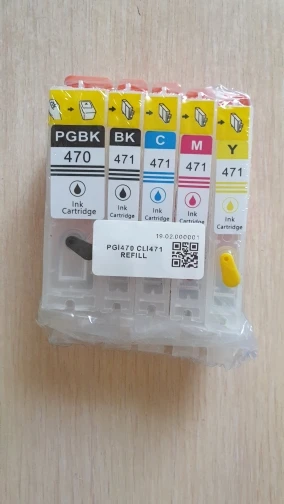 PGBK
470
Ink
Cartridge
BK
471
Ink
Cartridge
C
471
Ink
Cartridge
M
471
Ink
Cartridge
Y
471
Ink
Cartridge
19.02.000001
PGI470 CLI471
REFILL